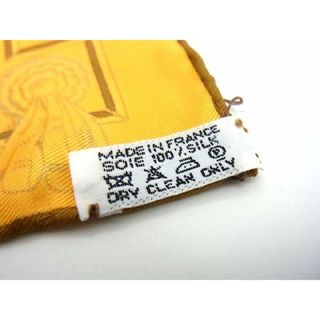 MADE IN FRANCE
SOIE 100% SILK
DRY CLEAN ONLY